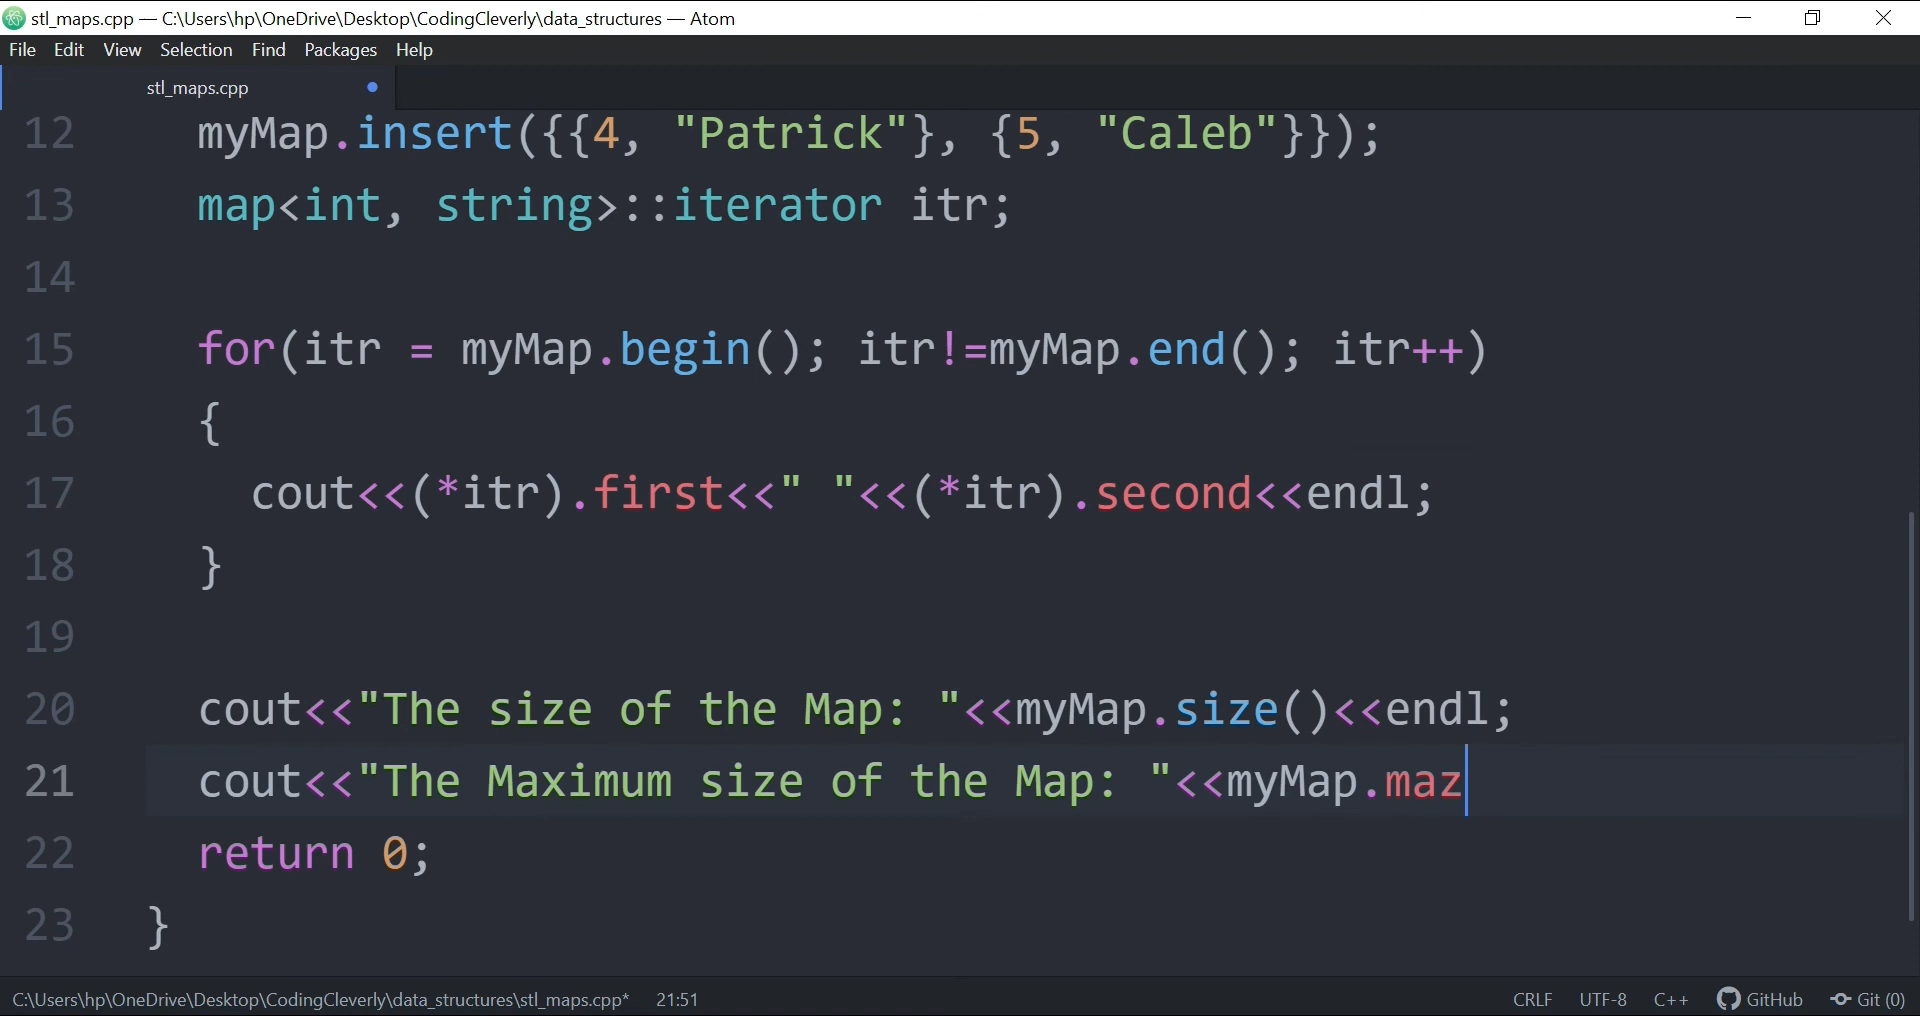 stl_maps.cpp — C:\Users\hp\OneDrive\Desktop\CodingCleverly\data_structures — Atom
File Edit View Selection Find Packages Help
stl_maps.cpp
12 myMap.insert({{4, "Patrick"}, {5, "Caleb"}});
13 map<int, string>::iterator itr;
14
15 for(itr = myMap.begin(); itr!=myMap.end(); itr++)
16 {
17 cout<<(*itr).first<<" "<<(*itr).second<<endl;
18 }
19
20 cout<<"The size of the Map: "<<myMap.size()<<endl;
21 cout<<"The Maximum size of the Map: "<<myMap.maz
22 return 0;
23 }
C:\Users\hp\OneDrive\Desktop\CodingCleverly\data_structures\stl_maps.cpp* 21:51 CRLF UTF-8 C++ GitHub Git (0)